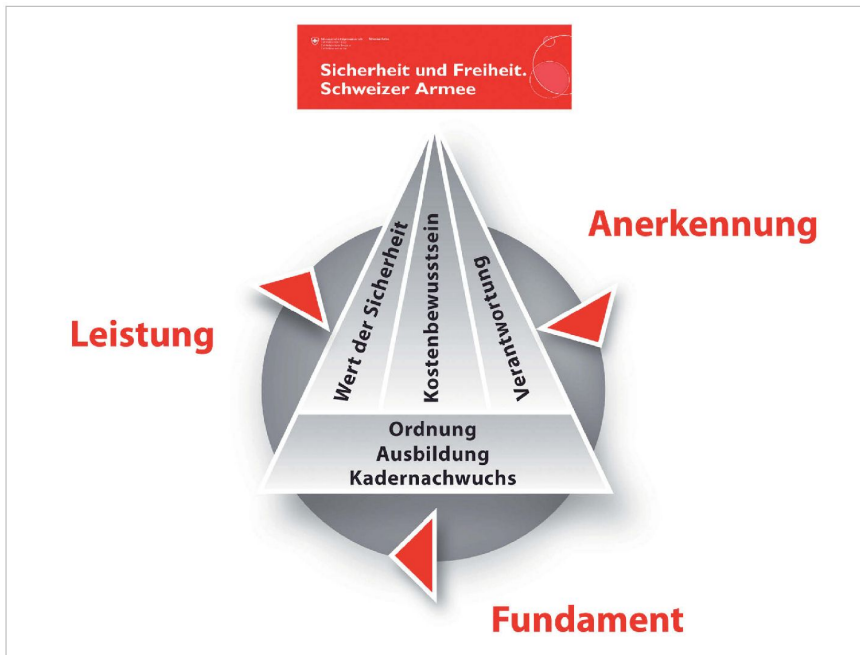 Sicherheit und Freiheit.
Schweizer Armee
Anerkennung
Leistung
Wert der Sicherheit
Kostenbewusstsein
Verantwortung
Ordnung
Ausbildung
Kadernachwuchs
Fundament